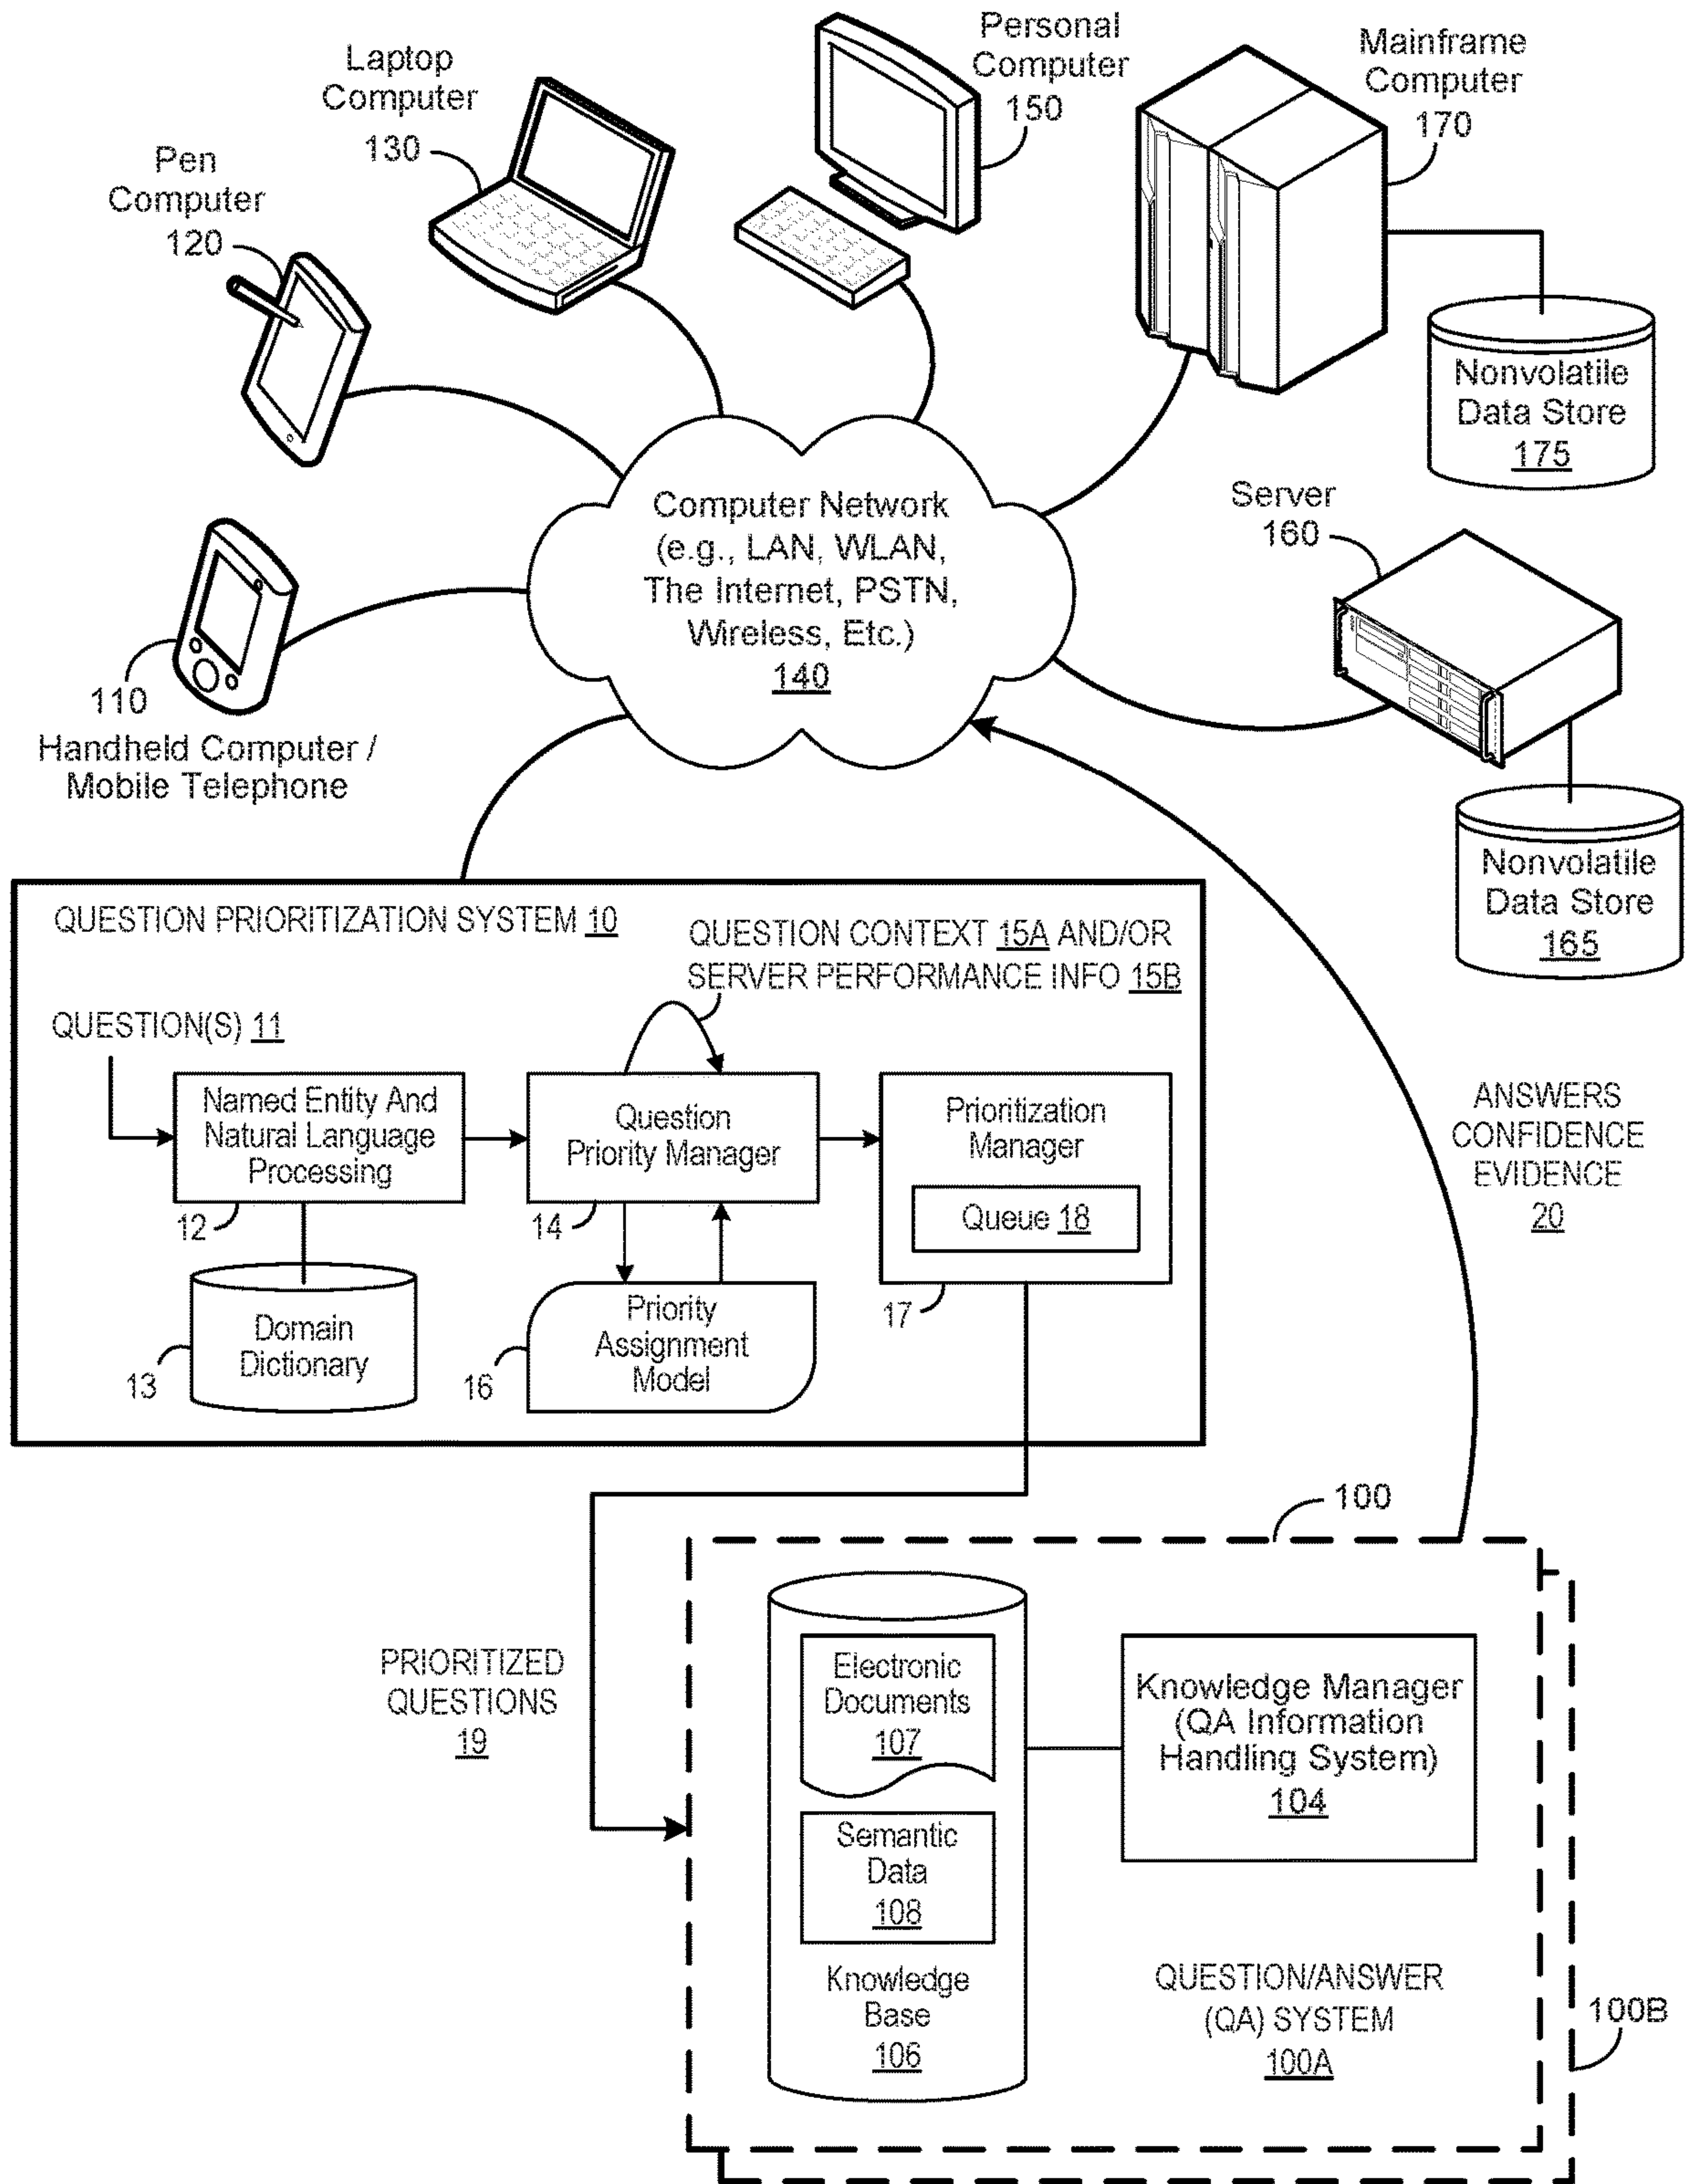 Personal
Computer
150
Mainframe
Computer
170
Laptop
Computer
130
Pen
Computer
120
Nonvolatile
Data Store
175
Server
160
Computer Network
(e.g., LAN, WLAN,
The Internet, PSTN,
Wireless, Etc.)
140
110
Handheld Computer /
Mobile Telephone
Nonvolatile
Data Store
165
QUESTION PRIORITIZATION SYSTEM 10
QUESTION CONTEXT 15A AND/OR
SERVER PERFORMANCE INFO 15B
QUESTION(S) 11
Named Entity And
Natural Language
Processing
12
Question
Priority Manager
14
Prioritization
Manager
Queue 18
17
Domain
Dictionary
13
Priority
Assignment
Model
16
ANSWERS
CONFIDENCE
EVIDENCE
20
100
PRIORITIZED
QUESTIONS
19
Electronic
Documents
107
Semantic
Data
108
Knowledge
Base
106
Knowledge Manager
(QA Information
Handling System)
104
QUESTION/ANSWER
(QA) SYSTEM
100A
100B